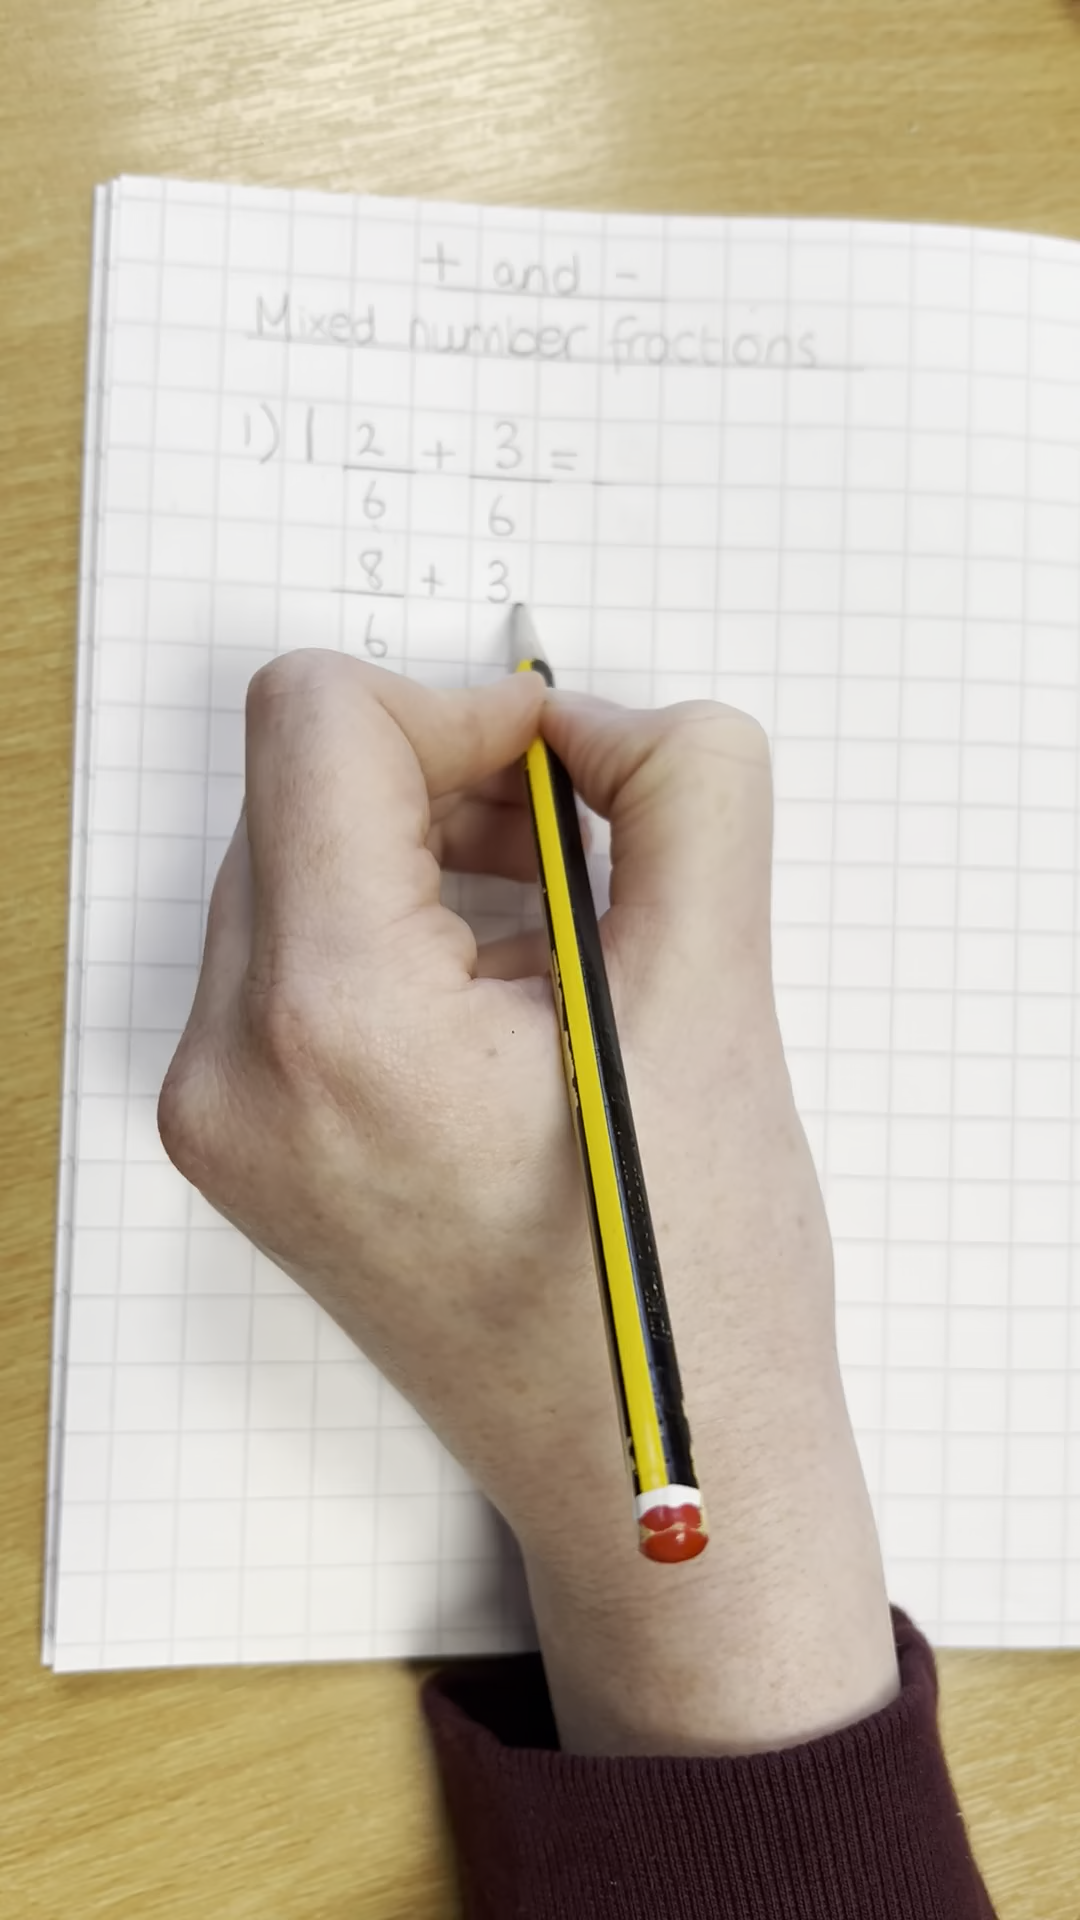 + and -
Mixed number fractions
1) 1 2/6 + 3/6 =
8/6 + 3